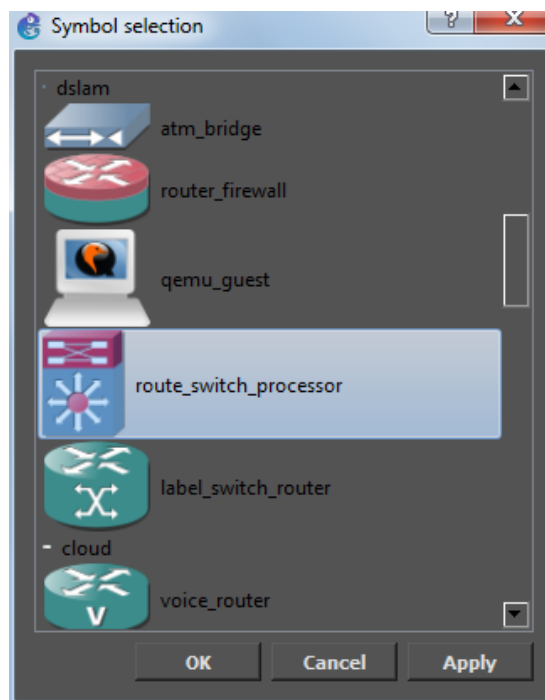 Symbol selection
?
X
dslam
atm_bridge
router_firewall
qemu_guest
route_switch_processor
label_switch_router
cloud
V
voice_router
OK
Cancel
Apply